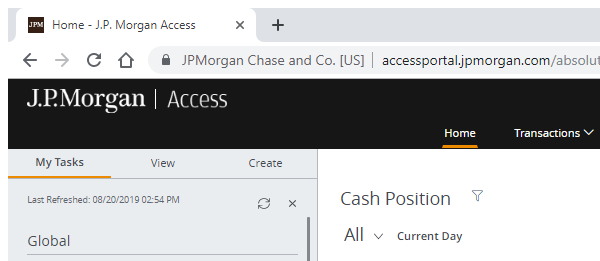 JPM Home - J.P. Morgan Access
JPMorgan Chase and Co. [US] | accessportal.jpmorgan.com/absolut
J.P.Morgan | Access
Home Transactions
My Tasks View Create
Last Refreshed: 08/20/2019 02:54 PM
Cash Position
All Current Day
Global